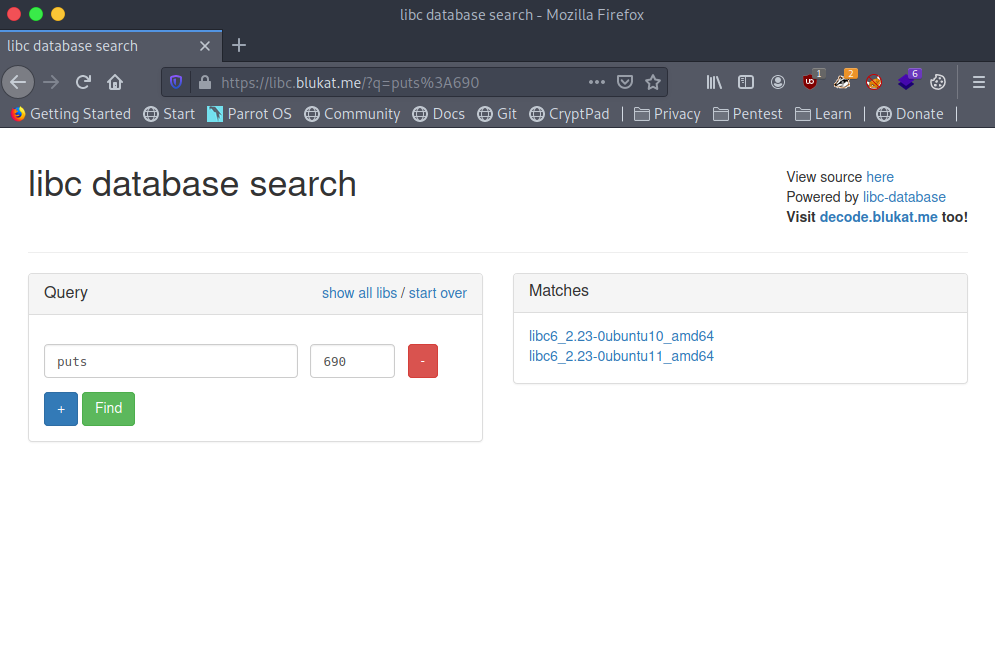 libc database search - Mozilla Firefox
libc database search
https://libc.blukat.me/?q=puts%3A690
1 2 6
Getting Started Start Parrot OS Community Docs Git CryptPad | Privacy Pentest Learn | Donate |
libc database search
View source here
Powered by libc-database
Visit decode.blukat.me too!
Query show all libs / start over
puts 690 -
+ Find
Matches
libc6_2.23-0ubuntu10_amd64
libc6_2.23-0ubuntu11_amd64